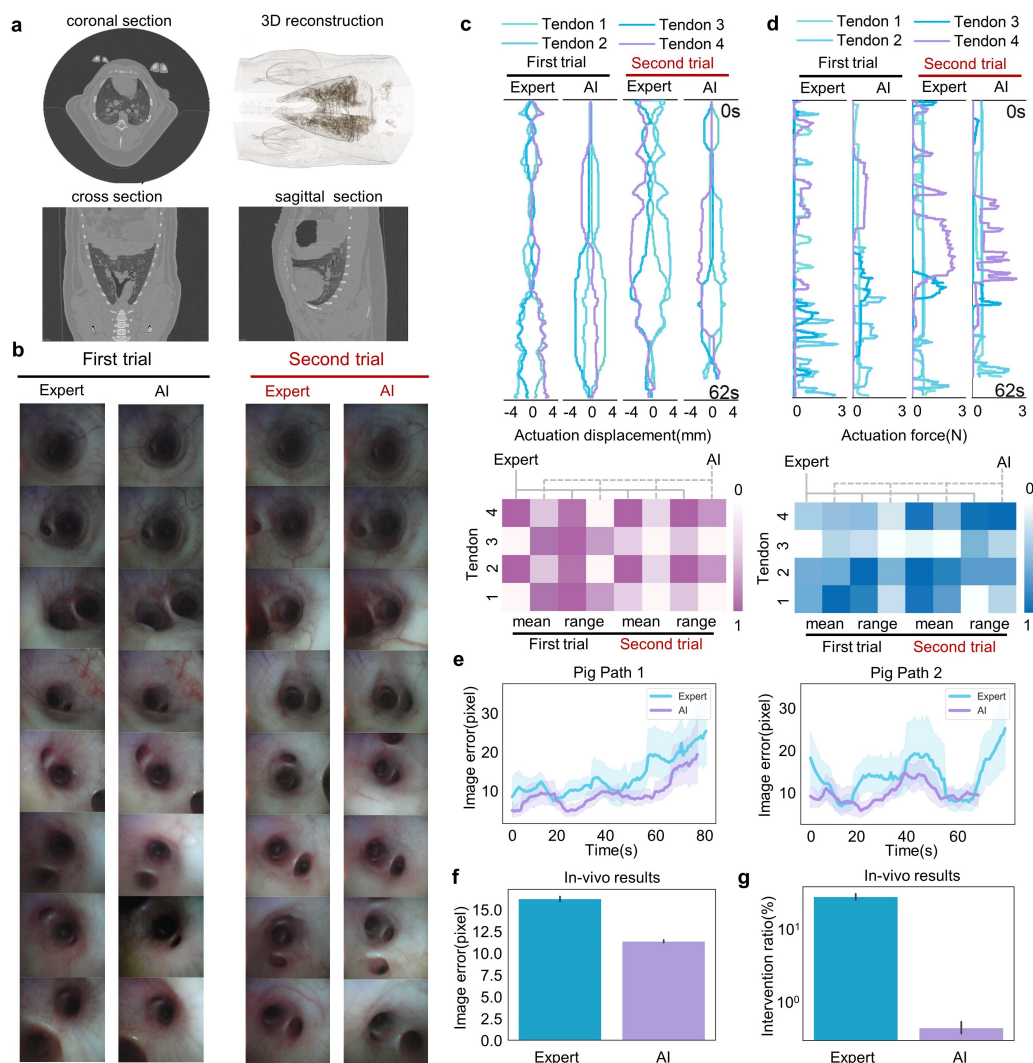 a
coronal section
3D reconstruction
cross section
sagittal section
b
First trial
Second trial
Expert
AI
Expert
AI
c
Tendon 1
Tendon 3
Tendon 2
Tendon 4
First trial
Second trial
Expert
AI
Expert
AI
0s
62s
-4 0 4
-4 0 4
-4 0 4
-4 0 4
Actuation displacement(mm)
Expert
AI
Tendon
4
3
2
1
0
1
mean
range
mean
range
First trial
Second trial
d
Tendon 1
Tendon 3
Tendon 2
Tendon 4
First trial
Second trial
Expert
AI
Expert
AI
0s
62s
0 3
0 3
0 3
0 3
Actuation force(N)
Expert
AI
Tendon
4
3
2
1
0
1
mean
range
mean
range
First trial
Second trial
e
Pig Path 1
Expert
AI
Image error(pixel)
30
20
10
0 20 40 60 80
Time(s)
Pig Path 2
Expert
AI
Image error(pixel)
30
20
10
0 20 40 60
Time(s)
f
In-vivo results
Image error(pixel)
15.0
12.5
10.0
7.5
5.0
2.5
0.0
Expert
AI
g
In-vivo results
Intervention ratio(%)
10¹
10⁰
Expert
AI